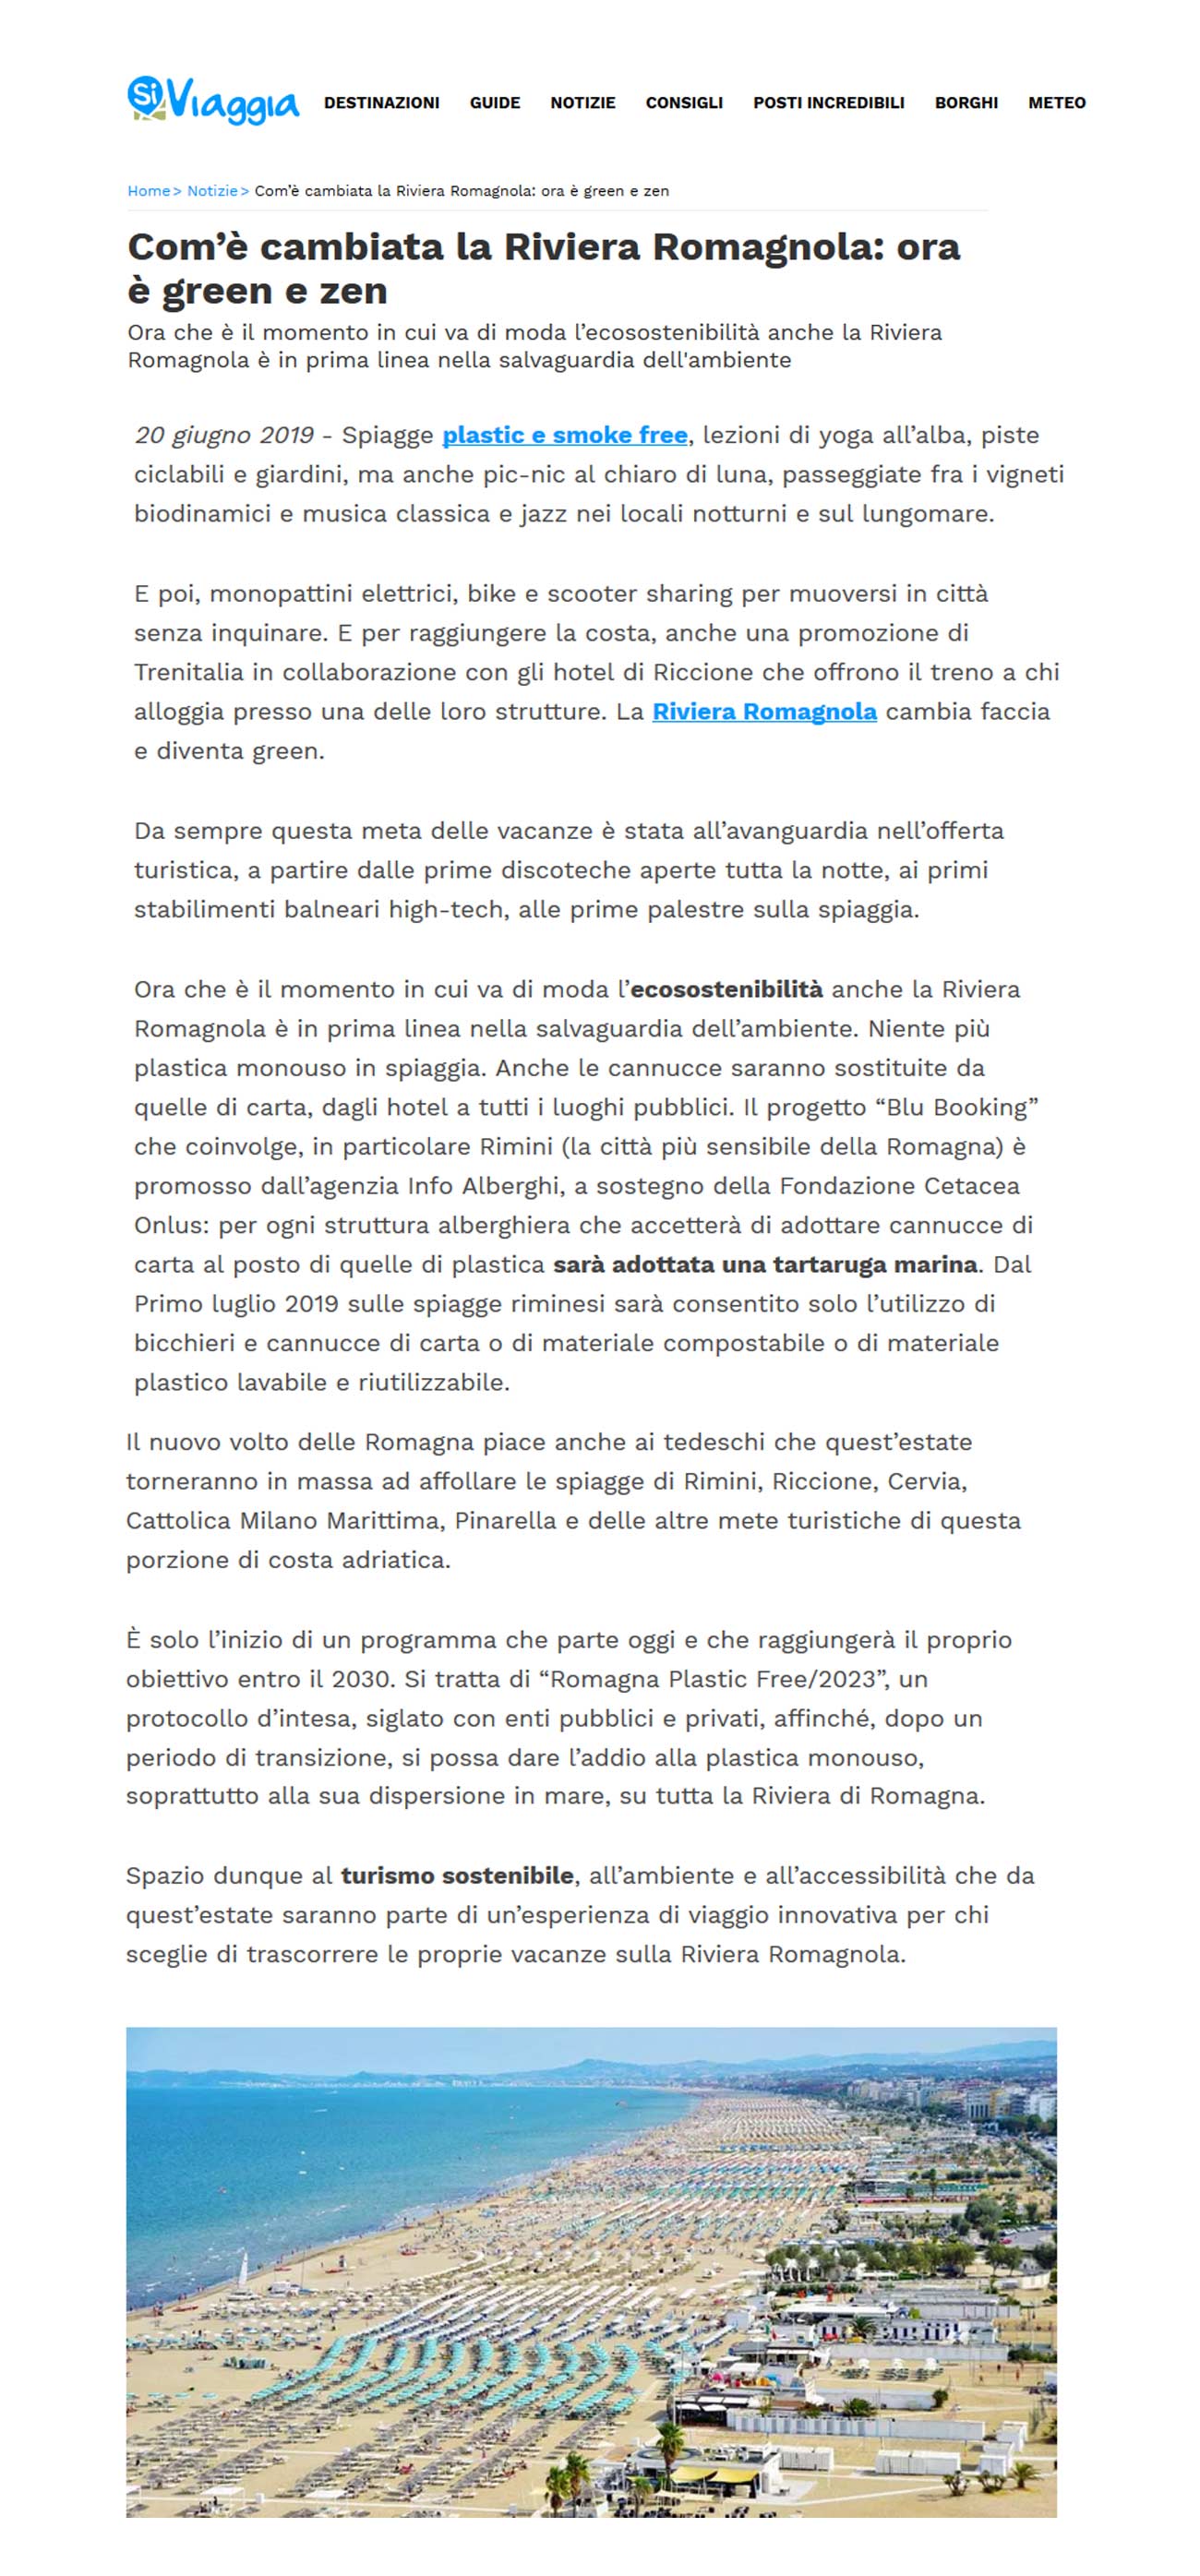 Si Viaggia
DESTINAZIONI GUIDE NOTIZIE CONSIGLI POSTI INCREDIBILI BORGHI METEO
Home> Notizie> Com’è cambiata la Riviera Romagnola: ora è green e zen
Com’è cambiata la Riviera Romagnola: ora
è green e zen
Ora che è il momento in cui va di moda l’ecosostenibilità anche la Riviera
Romagnola è in prima linea nella salvaguardia dell'ambiente
20 giugno 2019 - Spiagge plastic e smoke free, lezioni di yoga all’alba, piste
ciclabili e giardini, ma anche pic-nic al chiaro di luna, passeggiate fra i vigneti
biodinamici e musica classica e jazz nei locali notturni e sul lungomare.
E poi, monopattini elettrici, bike e scooter sharing per muoversi in città
senza inquinare. E per raggiungere la costa, anche una promozione di
Trenitalia in collaborazione con gli hotel di Riccione che offrono il treno a chi
alloggia presso una delle loro strutture. La Riviera Romagnola cambia faccia
e diventa green.
Da sempre questa meta delle vacanze è stata all’avanguardia nell’offerta
turistica, a partire dalle prime discoteche aperte tutta la notte, ai primi
stabilimenti balneari high-tech, alle prime palestre sulla spiaggia.
Ora che è il momento in cui va di moda l’ecosostenibilità anche la Riviera
Romagnola è in prima linea nella salvaguardia dell’ambiente. Niente più
plastica monouso in spiaggia. Anche le cannucce saranno sostituite da
quelle di carta, dagli hotel a tutti i luoghi pubblici. Il progetto “Blu Booking”
che coinvolge, in particolare Rimini (la città più sensibile della Romagna) è
promosso dall’agenzia Info Alberghi, a sostegno della Fondazione Cetacea
Onlus: per ogni struttura alberghiera che accetterà di adottare cannucce di
carta al posto di quelle di plastica sarà adottata una tartaruga marina. Dal
Primo luglio 2019 sulle spiagge riminesi sarà consentito solo l’utilizzo di
bicchieri e cannucce di carta o di materiale compostabile o di materiale
plastico lavabile e riutilizzabile.
Il nuovo volto delle Romagna piace anche ai tedeschi che quest’estate
torneranno in massa ad affollare le spiagge di Rimini, Riccione, Cervia,
Cattolica Milano Marittima, Pinarella e delle altre mete turistiche di questa
porzione di costa adriatica.
È solo l’inizio di un programma che parte oggi e che raggiungerà il proprio
obiettivo entro il 2030. Si tratta di “Romagna Plastic Free/2023”, un
protocollo d’intesa, siglato con enti pubblici e privati, affinché, dopo un
periodo di transizione, si possa dare l’addio alla plastica monouso,
soprattutto alla sua dispersione in mare, su tutta la Riviera di Romagna.
Spazio dunque al turismo sostenibile, all’ambiente e all’accessibilità che da
quest’estate saranno parte di un’esperienza di viaggio innovativa per chi
sceglie di trascorrere le proprie vacanze sulla Riviera Romagnola.